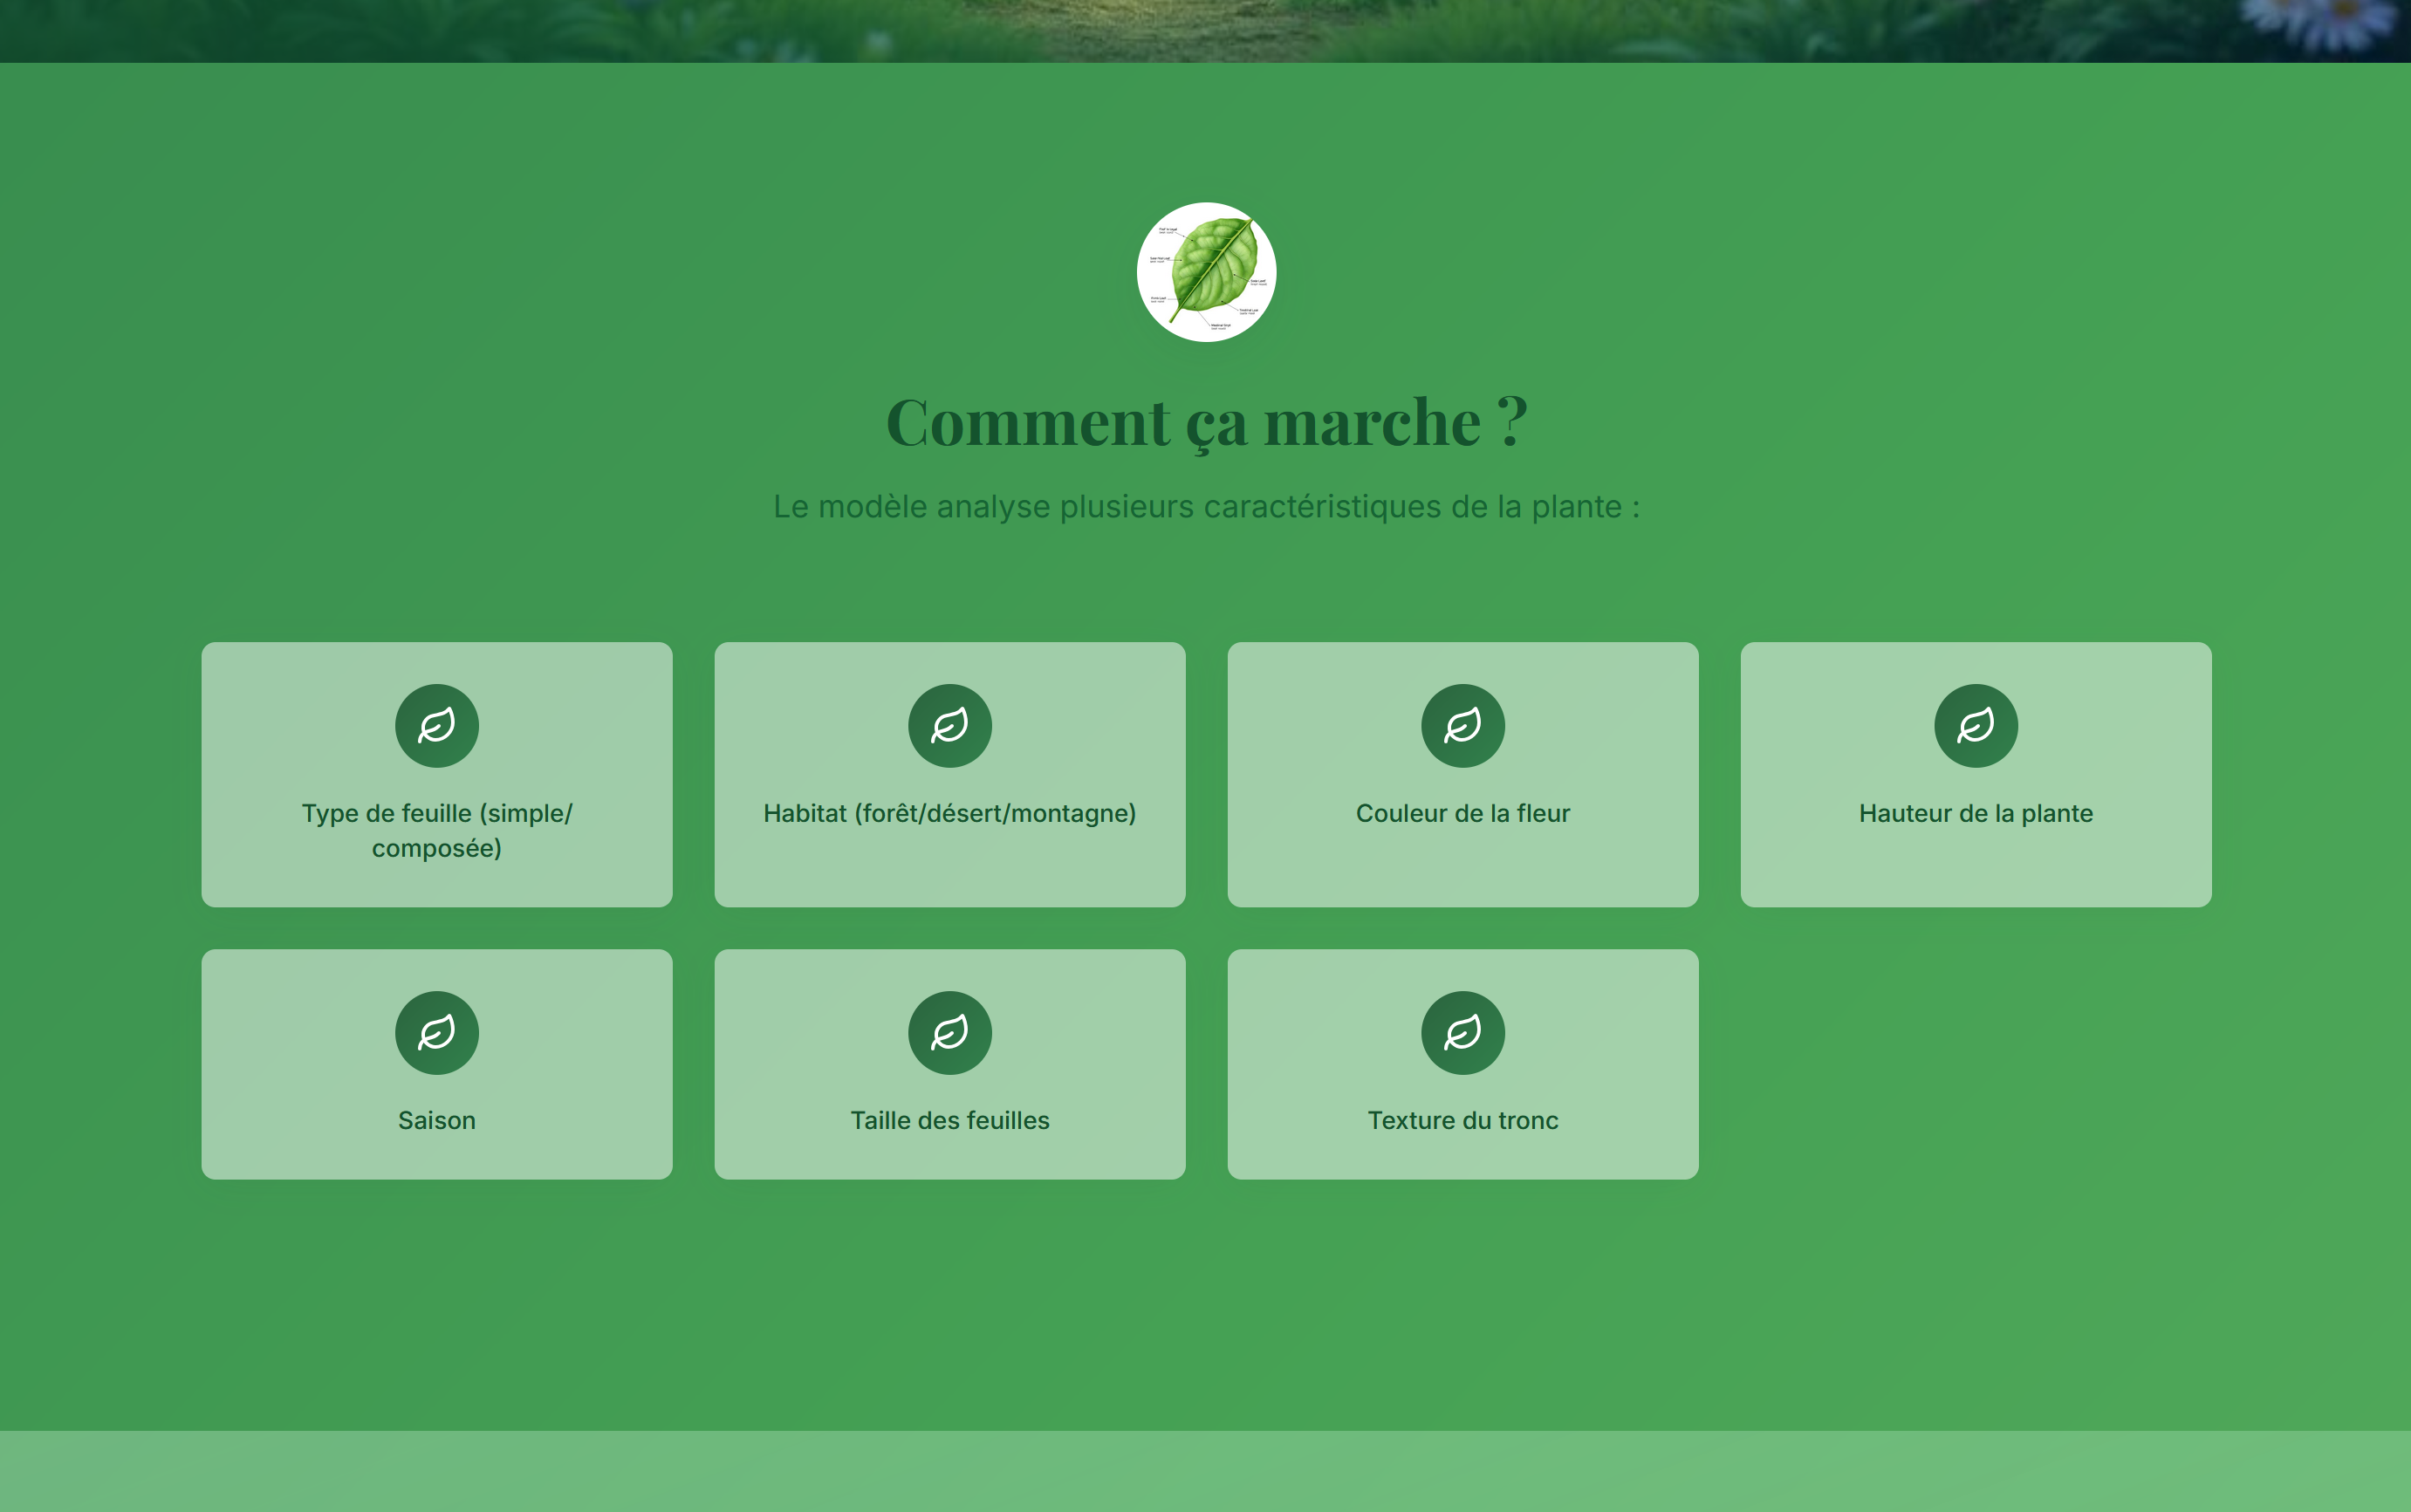 Comment ça marche ?
Le modèle analyse plusieurs caractéristiques de la plante :
Type de feuille (simple/
composée)
Habitat (forêt/désert/montagne)
Couleur de la fleur
Hauteur de la plante
Saison
Taille des feuilles
Texture du tronc